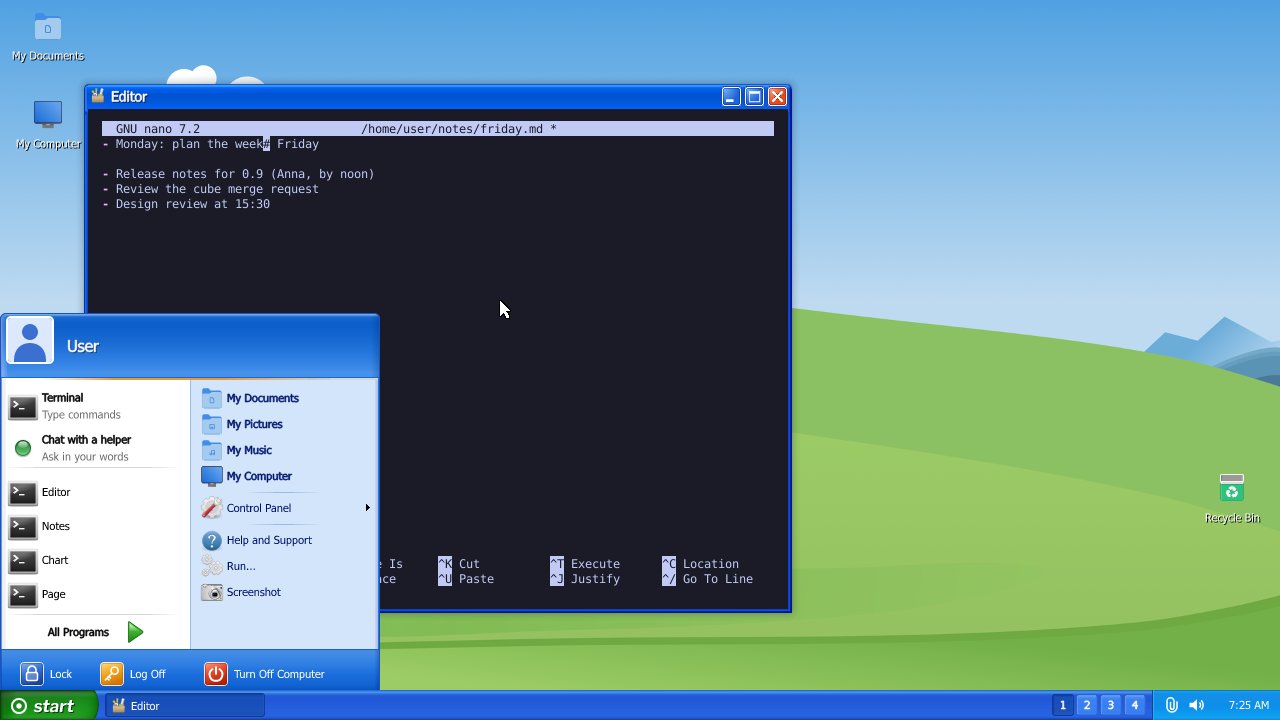 My Documents
My Computer
Editor
GNU nano 7.2 /home/user/notes/friday.md *
- Monday: plan the week# Friday
- Release notes for 0.9 (Anna, by noon)
- Review the cube merge request
- Design review at 15:30
e Is ^K Cut ^T Execute ^C Location
ce ^U Paste ^J Justify ^/ Go To Line
User
Terminal
Type commands
Chat with a helper
Ask in your words
Editor
Notes
Chart
Page
All Programs
My Documents
My Pictures
My Music
My Computer
Control Panel
Help and Support
Run...
Screenshot
Lock
Log Off
Turn Off Computer
Recycle Bin
start
Editor
1 2 3 4
7:25 AM